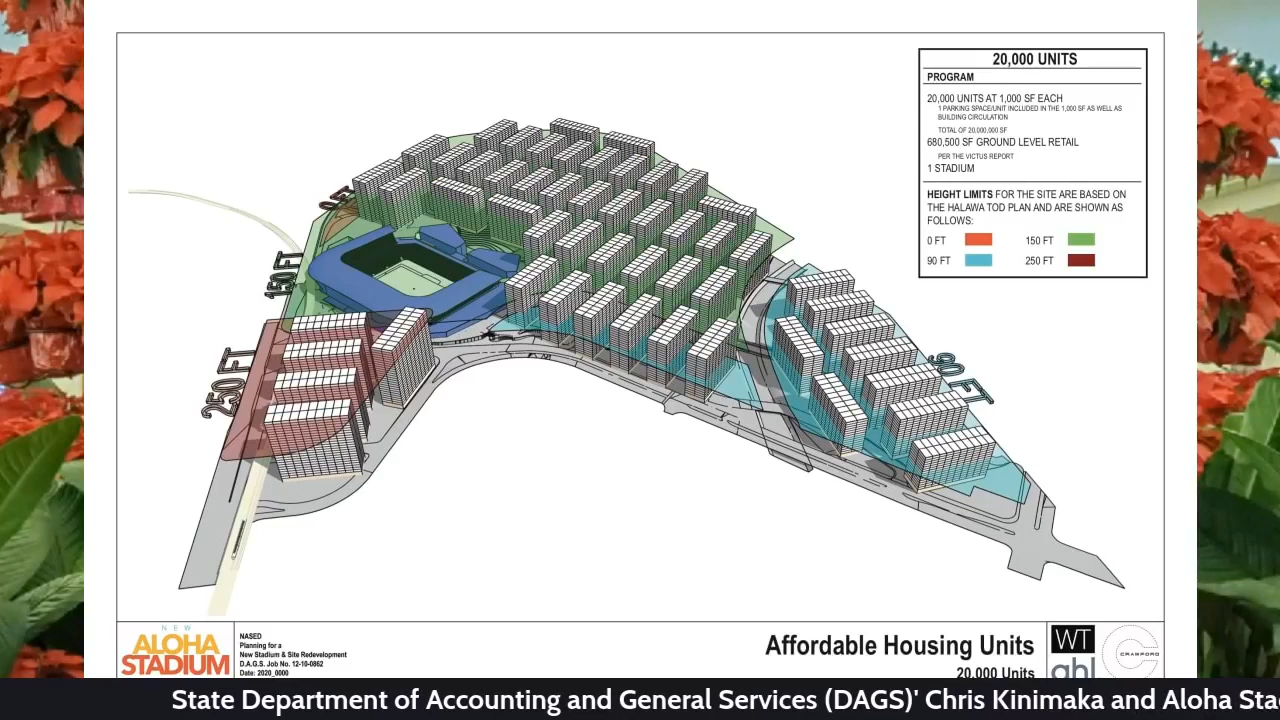 20,000 UNITS
PROGRAM
20,000 UNITS AT 1,000 SF EACH
1 PARKING SPACE/UNIT INCLUDED IN THE 1,000 SF AS WELL AS
BUILDING CIRCULATION
TOTAL OF 20,000,000 SF
680,500 SF GROUND LEVEL RETAIL
PER THE VICTUS REPORT
1 STADIUM
HEIGHT LIMITS FOR THE SITE ARE BASED ON
THE HALAWA TOD PLAN AND ARE SHOWN AS
FOLLOWS:
0 FT 150 FT
90 FT 250 FT
0 FT
150 FT
250 FT
90 FT
NEW
ALOHA
STADIUM
NASED
Planning for a
New Stadium & Site Redevelopment
D.A.G.S. Job No. 12-10-0862
Date: 2020_0000
Affordable Housing Units
20,000 Units
WT
ahl
C
CRAWFORD
State Department of Accounting and General Services (DAGS)' Chris Kinimaka and Aloha Sta